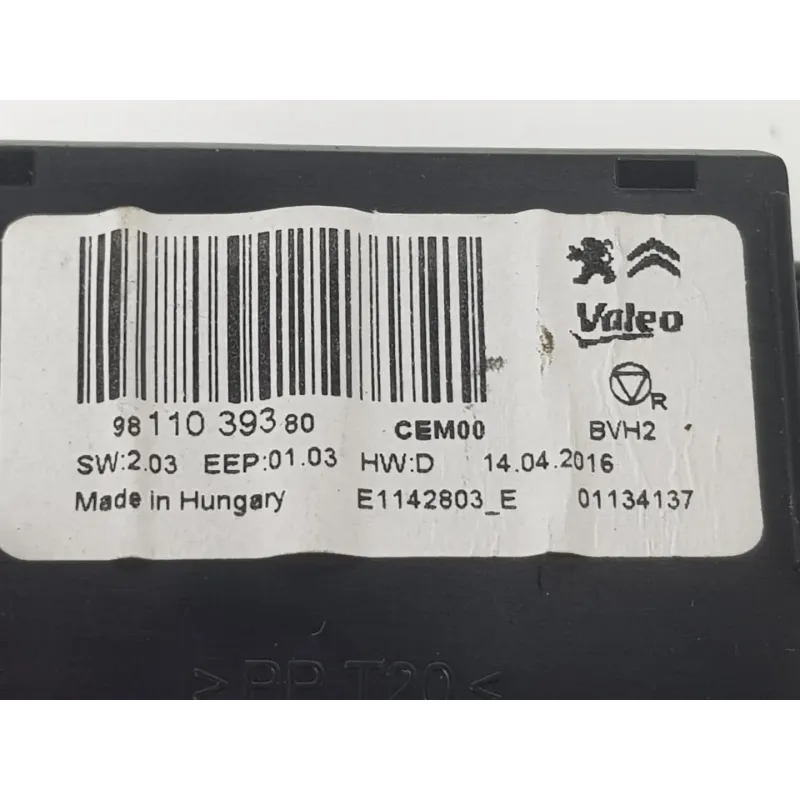 Valeo
R
98 110 393 80 CEM00 BVH2
SW:2.03 EEP:01.03 HW:D 14.04.2016
Made in Hungary E1142803_E 01134137
>PP T20<